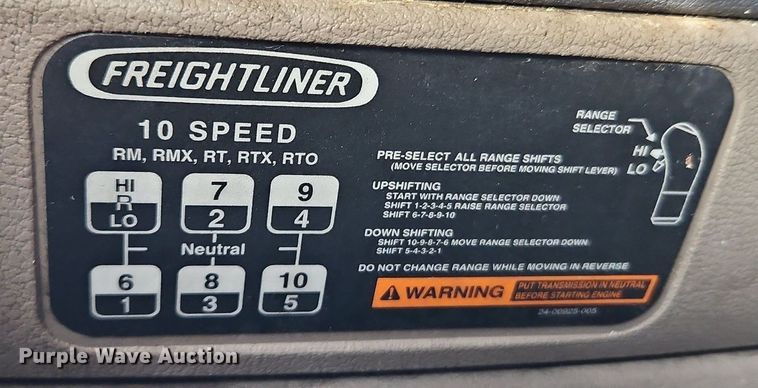 FREIGHTLINER
10 SPEED
RM, RMX, RT, RTX, RTO
HI
R
LO
7
2
9
4
Neutral
6
1
8
3
10
5
RANGE
SELECTOR
HI
LO
PRE-SELECT ALL RANGE SHIFTS
(MOVE SELECTOR BEFORE MOVING SHIFT LEVER)
UPSHIFTING
START WITH RANGE SELECTOR DOWN
SHIFT 1-2-3-4-5 RAISE RANGE SELECTOR
SHIFT 6-7-8-9-10
DOWN SHIFTING
SHIFT 10-9-8-7-6 MOVE RANGE SELECTOR DOWN
SHIFT 5-4-3-2-1
DO NOT CHANGE RANGE WHILE MOVING IN REVERSE
WARNING
PUT TRANSMISSION IN NEUTRAL
BEFORE STARTING ENGINE
24-00925-005
Purple Wave Auction